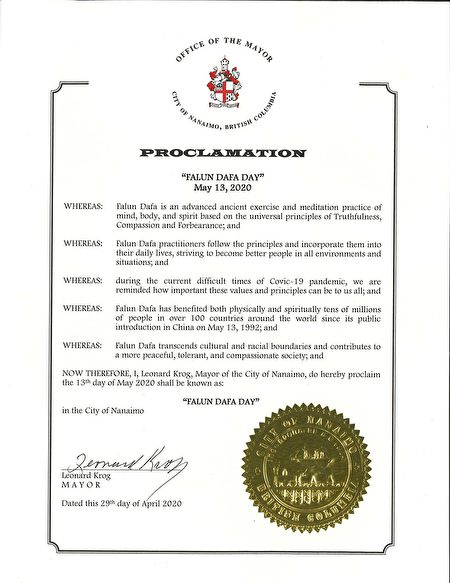 OFFICE OF THE MAYOR
CITY OF NANAIMO, BRITISH COLUMBIA
PROCLAMATION
"FALUN DAFA DAY"
May 13, 2020
WHEREAS: Falun Dafa is an advanced ancient exercise and meditation practice of
mind, body, and spirit based on the universal principles of Truthfulness,
Compassion and Forbearance; and
WHEREAS: Falun Dafa practitioners follow the principles and incorporate them into
their daily lives, striving to become better people in all environments and
situations; and
WHEREAS: during the current difficult times of Covic-19 pandemic, we are
reminded how important these values and principles can be to us all; and
WHEREAS: Falun Dafa has benefited both physically and spiritually tens of millions
of people in over 100 countries around the world since its public
introduction in China on May 13, 1992; and
WHEREAS: Falun Dafa transcends cultural and racial boundaries and contributes to
a more peaceful, tolerant, and compassionate society; and
NOW THEREFORE, I, Leonard Krog, Mayor of the City of Nanaimo, do hereby proclaim
the 13th day of May 2020 shall be known as:
"FALUN DAFA DAY"
in the City of Nanaimo
Leonard Krog
Leonard Krog
MAYOR
Dated this 29th day of April 2020
CITY OF NANAIMO
BRITISH COLUMBIA